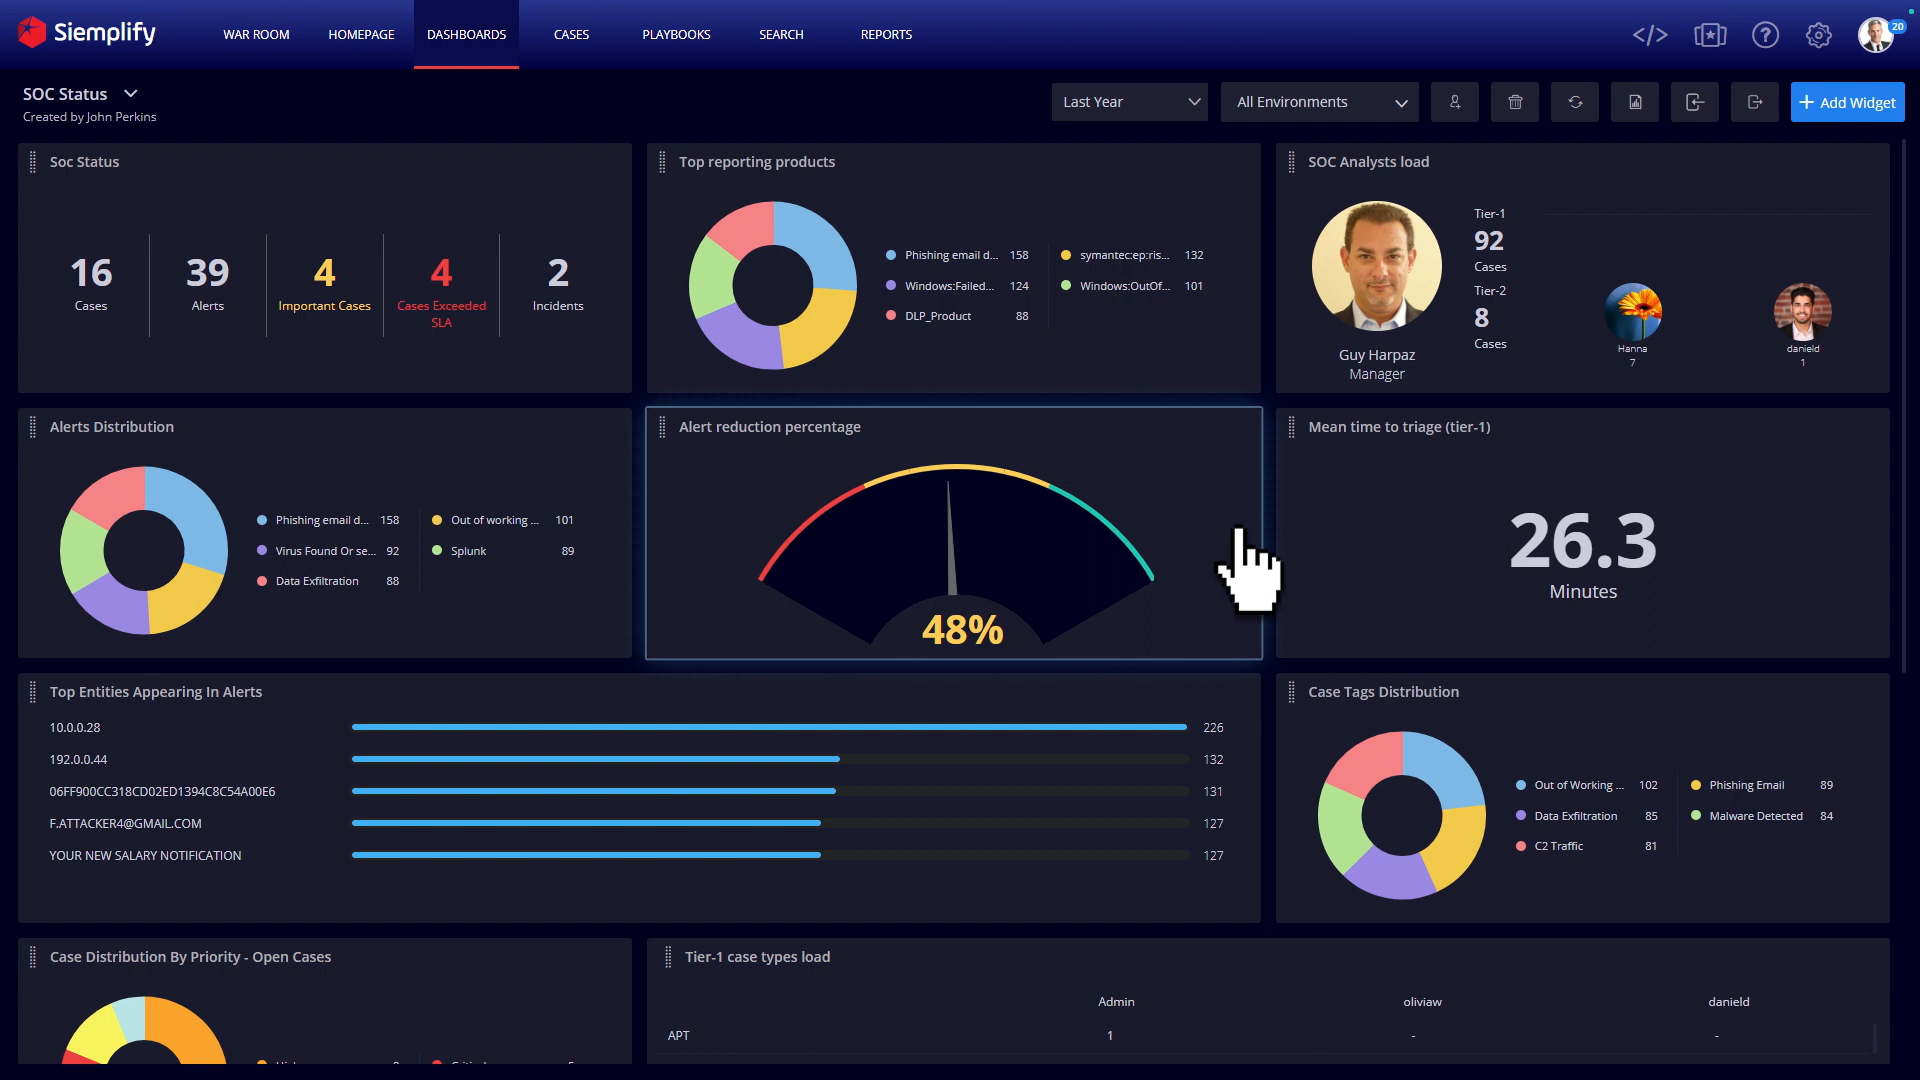 Siemplify
WAR ROOM
HOMEPAGE
DASHBOARDS
CASES
PLAYBOOKS
SEARCH
REPORTS
20
SOC Status
Created by John Perkins
Last Year
All Environments
+ Add Widget
Soc Status
16
Cases
39
Alerts
4
Important Cases
4
Cases Exceeded
SLA
2
Incidents
Top reporting products
Phishing email d... 158
symantec:ep:ris... 132
Windows:Failed... 124
Windows:OutOf... 101
DLP_Product 88
SOC Analysts load
Guy Harpaz
Manager
Tier-1
92
Cases
Tier-2
8
Cases
Hanna
7
danield
1
Alerts Distribution
Phishing email d... 158
Out of working ... 101
Virus Found Or se... 92
Splunk 89
Data Exfiltration 88
Alert reduction percentage
48%
Mean time to triage (tier-1)
26.3
Minutes
Top Entities Appearing In Alerts
10.0.0.28 226
192.0.0.44 132
06FF900CC318CD02ED1394C8C54A00E6 131
F.ATTACKER4@GMAIL.COM 127
YOUR NEW SALARY NOTIFICATION 127
Case Tags Distribution
Out of Working ... 102
Phishing Email 89
Data Exfiltration 85
Malware Detected 84
C2 Traffic 81
Case Distribution By Priority - Open Cases
Tier-1 case types load
Admin oliviaw danield
APT 1 - -